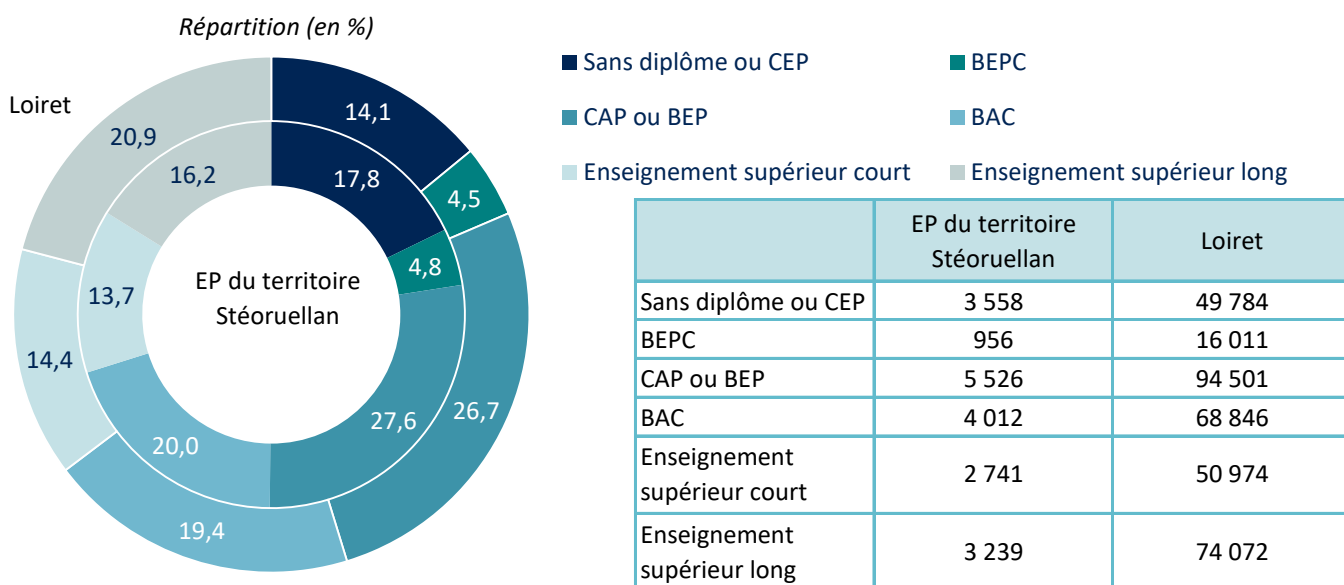 Répartition (en %)
Loiret
14,1
4,5
26,7
19,4
14,4
20,9
17,8
4,8
27,6
20,0
13,7
16,2
EP du territoire
Stéoruellan
Sans diplôme ou CEP
BEPC
CAP ou BEP
BAC
Enseignement supérieur court
Enseignement supérieur long
EP du territoire
Stéoruellan
Loiret
Sans diplôme ou CEP 3 558 49 784
BEPC 956 16 011
CAP ou BEP 5 526 94 501
BAC 4 012 68 846
Enseignement
supérieur court
2 741 50 974
Enseignement
supérieur long
3 239 74 072